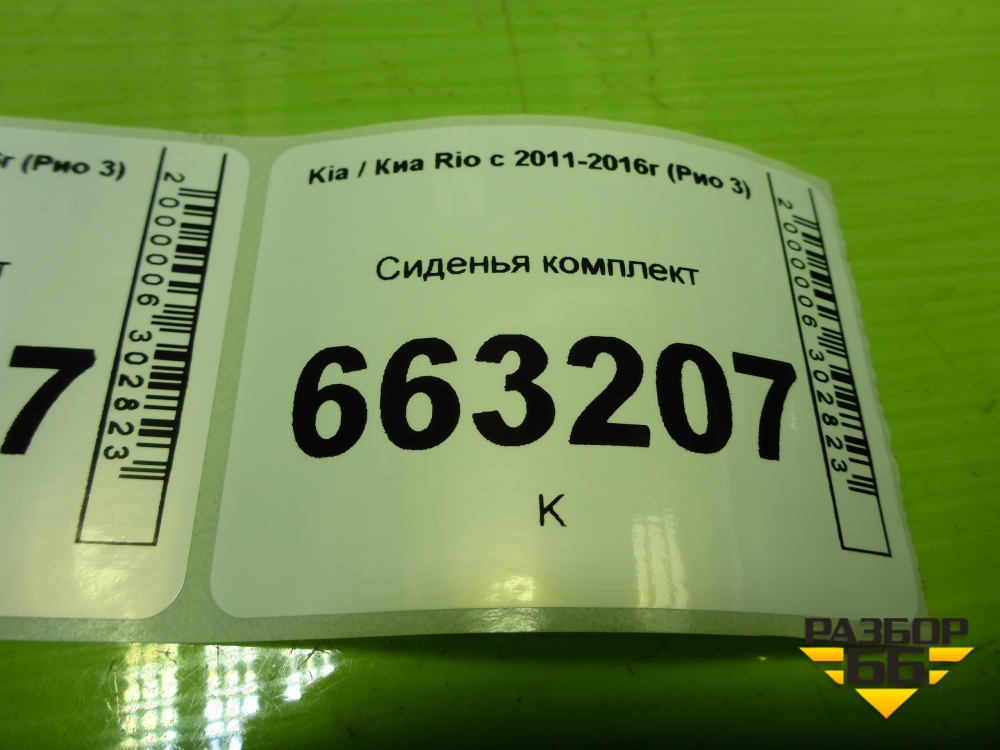 г (Рио 3)
2000006302823
7
Kia / Киа Rio с 2011-2016г (Рио 3)
Сиденья комплект
663207
К
2000006302823
РАЗБОР
66